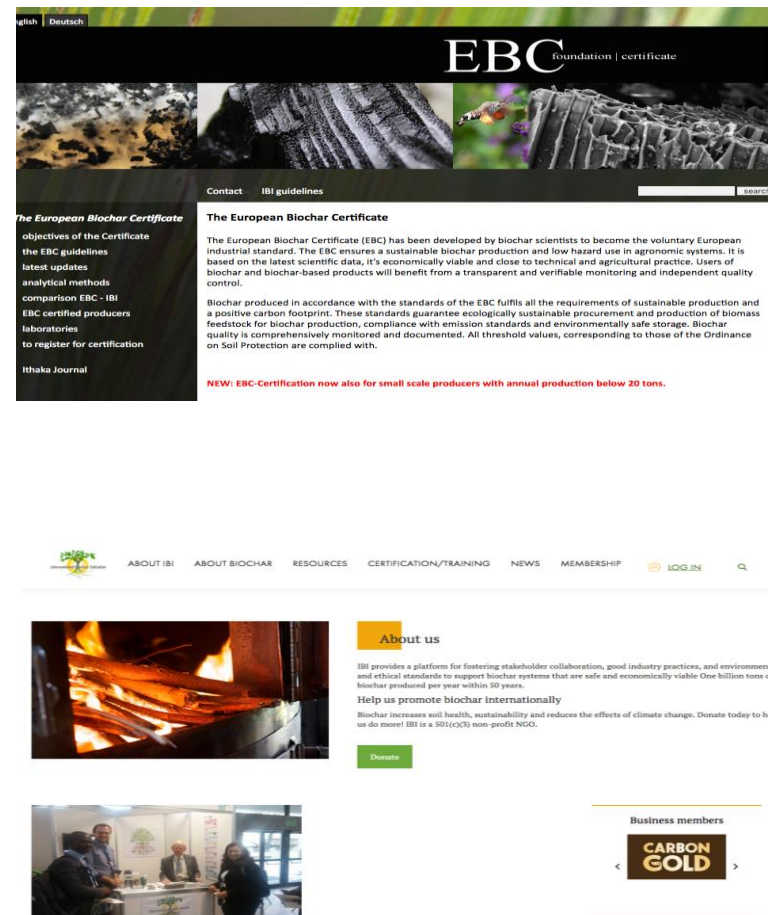 Deutsch
EBC foundation | certificate
Contact IBI guidelines
search
The European Biochar Certificate
objectives of the Certificate
the EBC guidelines
latest updates
analytical methods
comparison EBC - IBI
EBC certified producers
laboratories
to register for certification
Ithaka Journal
The European Biochar Certificate
The European Biochar Certificate (EBC) has been developed by biochar scientists to become the voluntary European
industrial standard. The EBC ensures a sustainable biochar production and low hazard use in agronomic systems. It is
based on the latest scientific data, it's economically viable and close to technical and agricultural practice. Users of
biochar and biochar-based products will benefit from a transparent and verifiable monitoring and independent quality
control.
Biochar produced in accordance with the standards of the EBC fulfils all the requirements of sustainable production and
a positive carbon footprint. These standards guarantee ecologically sustainable procurement and production of biomass
feedstock for biochar production, compliance with emission standards and environmentally safe storage. Biochar
quality is comprehensively monitored and documented. All threshold values, corresponding to those of the Ordinance
on Soil Protection are complied with.
NEW: EBC-Certification now also for small scale producers with annual production below 20 tons.
ABOUT IBI ABOUT BIOCHAR RESOURCES CERTIFICATION/TRAINING NEWS MEMBERSHIP LOG IN
About us
IBI provides a platform for fostering stakeholder collaboration, good industry practices, and environmen
and ethical standards to support biochar systems that are safe and economically viable One billion tons
biochar produced per year within 50 years.
Help us promote biochar internationally
Biochar increases soil health, sustainability and reduces the effects of climate change. Donate today to h
us do more! IBI is a 501(c)(3) non-profit NGO.
Donate
Business members
CARBON
GOLD